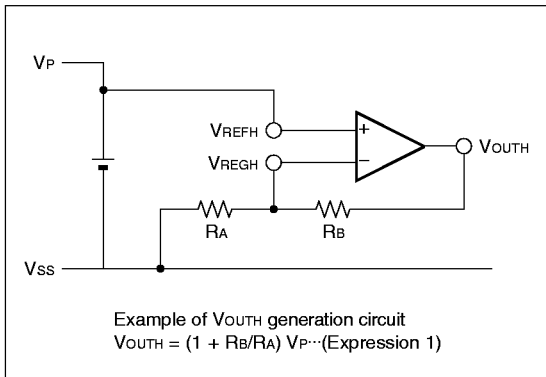 VP
VREFH
+
VREGH
−
VOUTH
RA
RB
VSS
Example of VOUTH generation circuit
VOUTH = (1 + RB/RA) VP···(Expression 1)